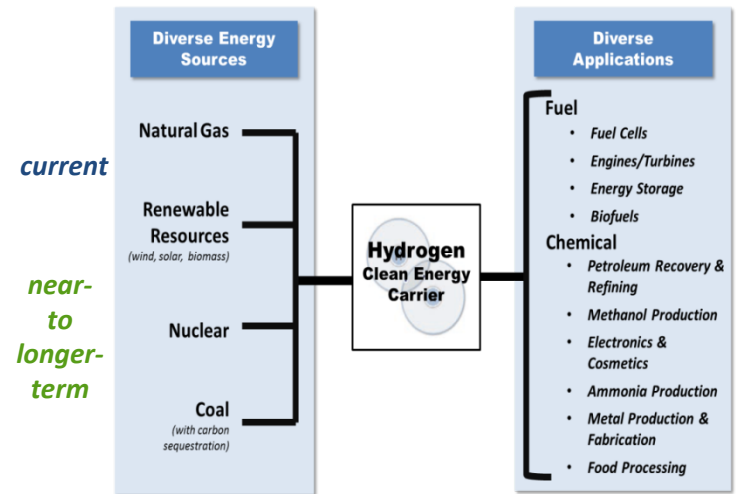 Diverse Energy
Sources
Natural Gas
Renewable
Resources
(wind, solar, biomass)
Nuclear
Coal
(with carbon
sequestration)
current
near-
to
longer-
term
Hydrogen
Clean Energy
Carrier
Diverse
Applications
Fuel
• Fuel Cells
• Engines/Turbines
• Energy Storage
• Biofuels
Chemical
• Petroleum Recovery &
Refining
• Methanol Production
• Electronics &
Cosmetics
• Ammonia Production
• Metal Production &
Fabrication
• Food Processing